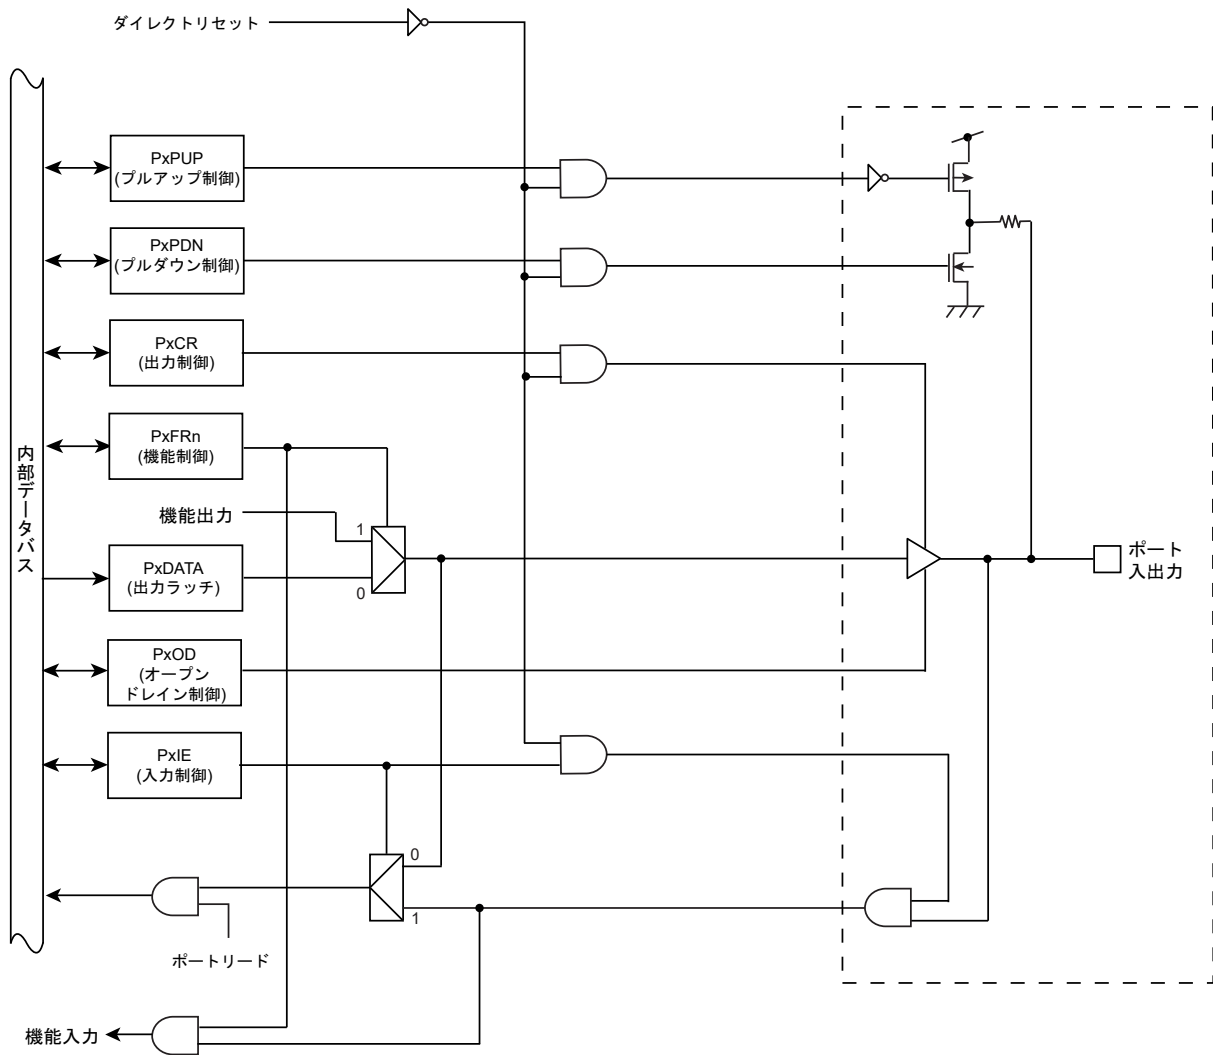 ダイレクトリセット
PxPUP
(プルアップ制御)
PxPDN
(プルダウン制御)
PxCR
(出力制御)
PxFRn
(機能制御)
内部データバス
機能出力
1
PxDATA
(出力ラッチ)
0
ポート
入出力
PxOD
(オープン
ドレイン制御)
PxIE
(入力制御)
0
1
ポートリード
機能入力